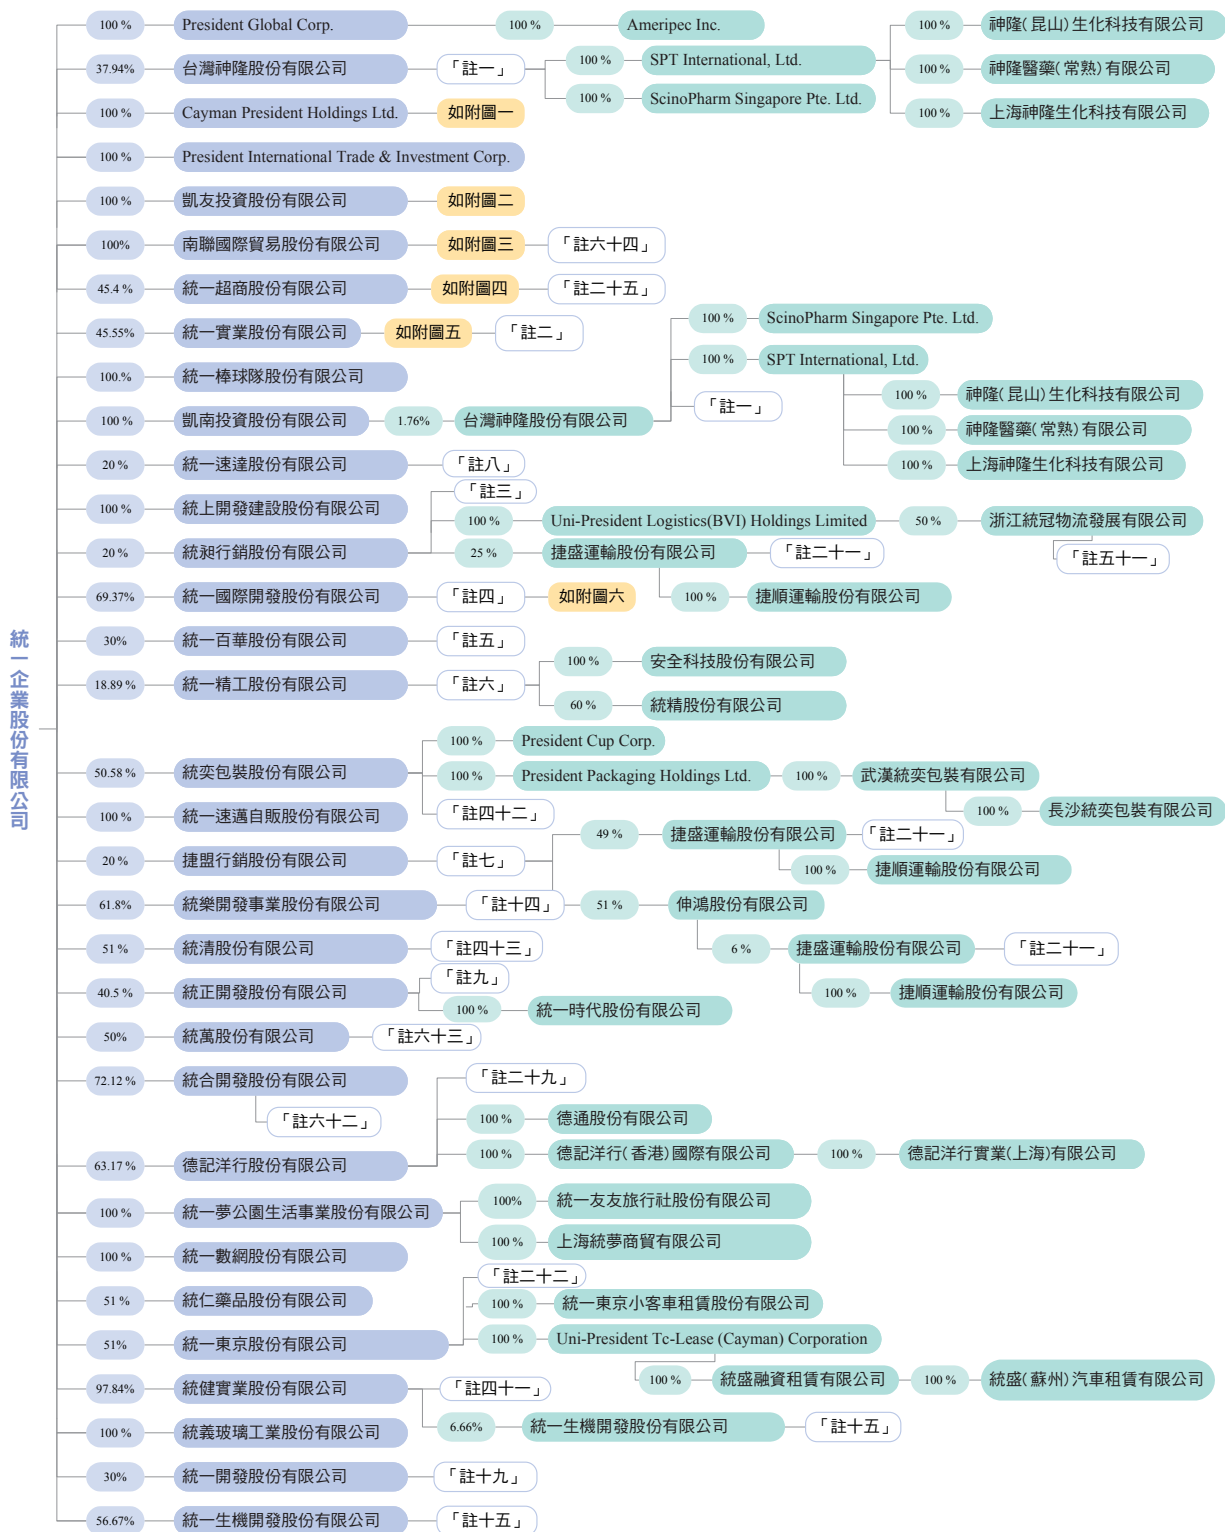 統一企業股份有限公司
100 % President Global Corp. 100 % Ameripec Inc. 100 % 神隆(昆山)生化科技有限公司
37.94% 台灣神隆股份有限公司 「註一」 100 % SPT International, Ltd. 100 % 神隆醫藥(常熟)有限公司
100 % ScinoPharm Singapore Pte. Ltd.
100 % Cayman President Holdings Ltd. 如附圖一 100 % 上海神隆生化科技有限公司
100 % President International Trade & Investment Corp.
100 % 凱友投資股份有限公司 如附圖二
100% 南聯國際貿易股份有限公司 如附圖三 「註六十四」
45.4 % 統一超商股份有限公司 如附圖四 「註二十五」
100 % ScinoPharm Singapore Pte. Ltd.
45.55% 統一實業股份有限公司 如附圖五 「註二」
100 % SPT International, Ltd.
100.% 統一棒球隊股份有限公司
100 % 神隆(昆山)生化科技有限公司
「註一」
100 % 凱南投資股份有限公司 1.76% 台灣神隆股份有限公司
100 % 神隆醫藥(常熟)有限公司
20 % 統一速達股份有限公司 「註八」 100 % 上海神隆生化科技有限公司
「註三」
100 % 統上開發建設股份有限公司
100 % Uni-President Logistics(BVI) Holdings Limited 50 % 浙江統冠物流發展有限公司
20 % 統昶行銷股份有限公司 25 % 捷盛運輸股份有限公司 「註二十一」 「註五十一」
69.37% 統一國際開發股份有限公司 「註四」 如附圖六 100 % 捷順運輸股份有限公司
30% 統一百華股份有限公司 「註五」
100 % 安全科技股份有限公司
18.89 % 統一精工股份有限公司 「註六」
60 % 統精股份有限公司
100 % President Cup Corp.
50.58 % 統奕包裝股份有限公司 100 % President Packaging Holdings Ltd. 100 % 武漢統奕包裝有限公司
100 % 長沙統奕包裝有限公司
100 % 統一速邁自販股份有限公司 「註四十二」
49 % 捷盛運輸股份有限公司 「註二十一」
20 % 捷盟行銷股份有限公司 「註七」 100 % 捷順運輸股份有限公司
61.8% 統樂開發事業股份有限公司 「註十四」 51 % 伸鴻股份有限公司
51 % 統清股份有限公司 「註四十三」 6 % 捷盛運輸股份有限公司 「註二十一」
「註九」
40.5 % 統正開發股份有限公司 100 % 捷順運輸股份有限公司
100 % 統一時代股份有限公司
50% 統萬股份有限公司 「註六十三」
72.12 % 統合開發股份有限公司 「註二十九」
「註六十二」 100 % 德通股份有限公司
63.17 % 德記洋行股份有限公司 100 % 德記洋行(香港)國際有限公司 100 % 德記洋行實業(上海)有限公司
100% 統一友友旅行社股份有限公司
100 % 統一夢公園生活事業股份有限公司
100 % 上海統夢商貿有限公司
100 % 統一數網股份有限公司
「註二十二」
51 % 統仁藥品股份有限公司 100 % 統一東京小客車租賃股份有限公司
51% 統一東京股份有限公司 100 % Uni-President Tc-Lease (Cayman) Corporation
100 % 統盛融資租賃有限公司 100 % 統盛(蘇州)汽車租賃有限公司
97.84% 統健實業股份有限公司 「註四十一」
6.66% 統一生機開發股份有限公司 「註十五」
100 % 統義玻璃工業股份有限公司
30% 統一開發股份有限公司 「註十九」
56.67% 統一生機開發股份有限公司 「註十五」